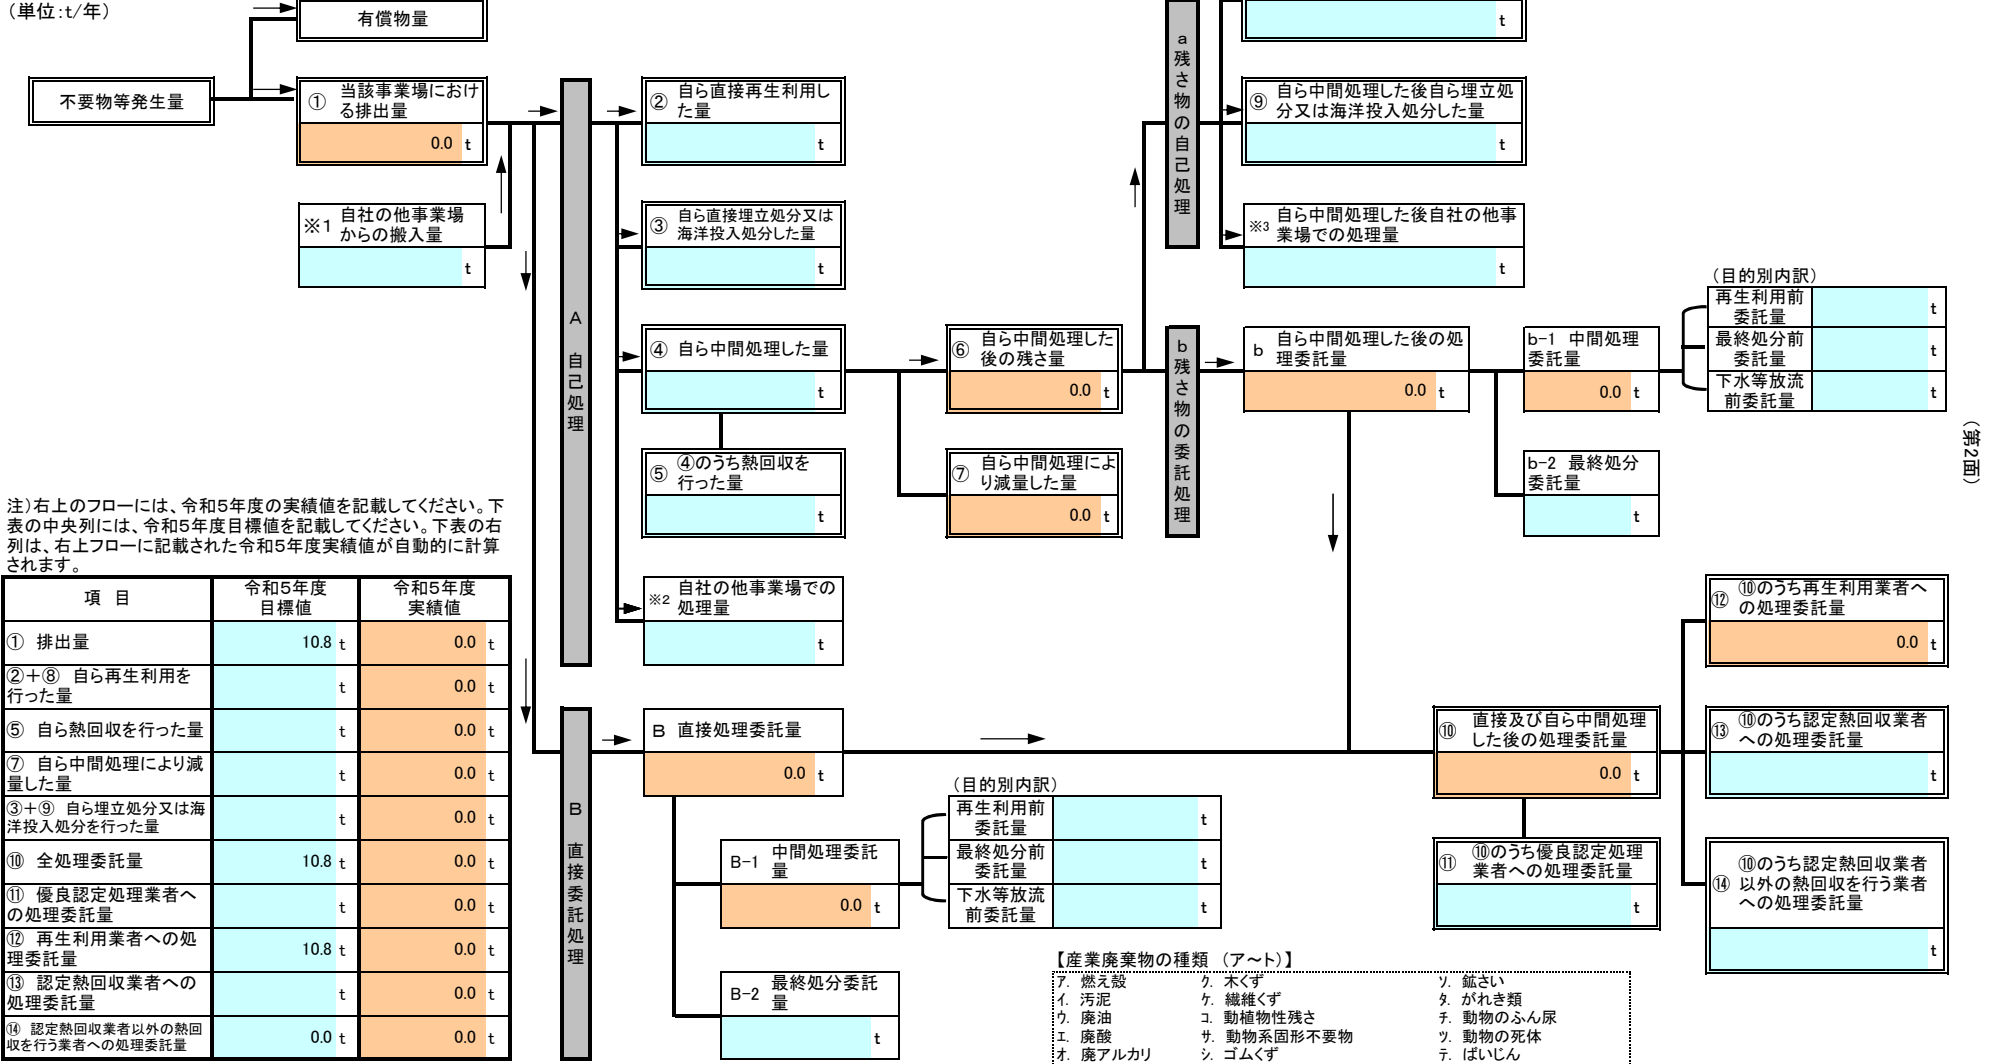 （単位：t/年）
有償物量
不要物等発生量
① 当該事業場におけ
る排出量
0.0 t
※1 自社の他事業場
からの搬入量
t
A 自己処理
② 自ら直接再生利用し
た量
t
③ 自ら直接埋立処分又は
海洋投入処分した量
t
④ 自ら中間処理した量
t
⑤ ④のうち熱回収を
行った量
t
※2 自社の他事業場での
処理量
t
⑥ 自ら中間処理した
後の残さ量
0.0 t
⑦ 自ら中間処理によ
り減量した量
0.0 t
a 残さ物の自己処理
t
⑨ 自ら中間処理した後自ら埋立処
分又は海洋投入処分した量
t
※3 自ら中間処理した後自社の他事
業場での処理量
t
b 残さ物の委託処理
b 自ら中間処理した後の処
理委託量
0.0 t
b-1 中間処理
委託量
0.0 t
b-2 最終処分
委託量
t
（目的別内訳）
再生利用前
委託量 t
最終処分前
委託量 t
下水等放流
前委託量 t
（第2面）
注）右上のフローには、令和5年度の実績値を記載してください。下
表の中央列には、令和5年度目標値を記載してください。下表の右
列は、右上フローに記載された令和5年度実績値が自動的に計算
されます。
項 目 令和5年度 目標値 令和5年度 実績値
① 排出量 10.8 t 0.0 t
②＋⑧ 自ら再生利用を
行った量 t 0.0 t
⑤ 自ら熱回収を行った量 t 0.0 t
⑦ 自ら中間処理により減
量した量 t 0.0 t
③＋⑨ 自ら埋立処分又は海
洋投入処分を行った量 t 0.0 t
⑩ 全処理委託量 10.8 t 0.0 t
⑪ 優良認定処理業者へ
の処理委託量 t 0.0 t
⑫ 再生利用業者への処
理委託量 10.8 t 0.0 t
⑬ 認定熱回収業者への
処理委託量 t 0.0 t
⑭ 認定熱回収業者以外の熱回
収を行う業者への処理委託量 0.0 t 0.0 t
B 直接委託処理
B 直接処理委託量
0.0 t
B-1 中間処理委託
量
0.0 t
B-2 最終処分委託
量
t
（目的別内訳）
再生利用前
委託量 t
最終処分前
委託量 t
下水等放流
前委託量 t
⑩ 直接及び自ら中間処理
した後の処理委託量
0.0 t
⑪ ⑩のうち優良認定処理
業者への処理委託量
t
⑫ ⑩のうち再生利用業者へ
の処理委託量
0.0 t
⑬ ⑩のうち認定熱回収業者
への処理委託量
t
⑭ ⑩のうち認定熱回収業者
以外の熱回収を行う業者
への処理委託量
t
【産業廃棄物の種類 （ア～ト）】
ア. 燃え殻 ク. 木くず ソ. 鉱さい
イ. 汚泥 ケ. 繊維くず タ. がれき類
ウ. 廃油 コ. 動植物性残さ チ. 動物のふん尿
エ. 廃酸 サ. 動物系固形不要物 ツ. 動物の死体
オ. 廃アルカリ シ. ゴムくず テ. ばいじん